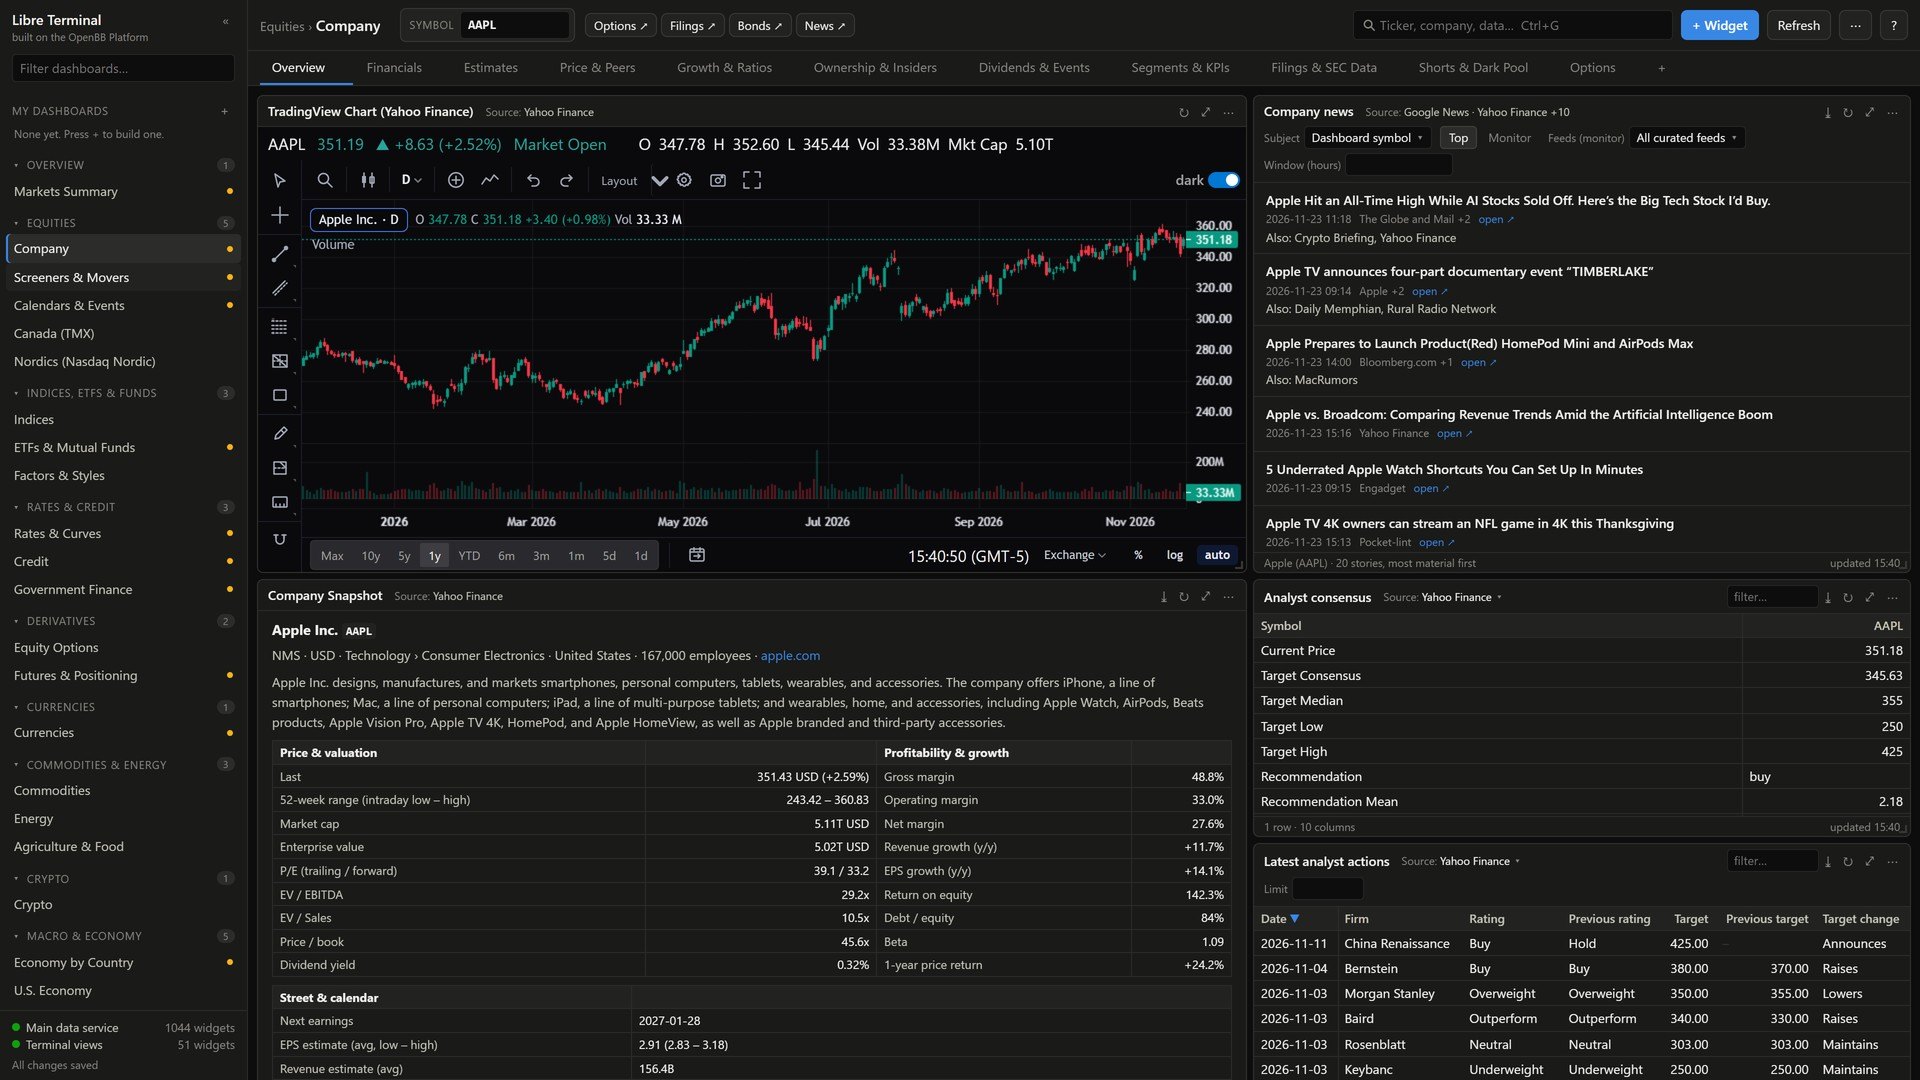 Libre Terminal
«
built on the OpenBB Platform
Filter dashboards...
MY DASHBOARDS +
None yet. Press + to build one.
OVERVIEW 1
Markets Summary
EQUITIES 5
Company
Screeners & Movers
Calendars & Events
Canada (TMX)
Nordics (Nasdaq Nordic)
INDICES, ETFS & FUNDS 3
Indices
ETFs & Mutual Funds
Factors & Styles
RATES & CREDIT 3
Rates & Curves
Credit
Government Finance
DERIVATIVES 2
Equity Options
Futures & Positioning
CURRENCIES 1
Currencies
COMMODITIES & ENERGY 3
Commodities
Energy
Agriculture & Food
CRYPTO 1
Crypto
MACRO & ECONOMY 5
Economy by Country
U.S. Economy
Main data service 1044 widgets
Terminal views 51 widgets
All changes saved
Equities › Company SYMBOL AAPL Options ↗ Filings ↗ Bonds ↗ News ↗
Ticker, company, data... Ctrl+G + Widget Refresh ... ?
Overview Financials Estimates Price & Peers Growth & Ratios Ownership & Insiders Dividends & Events Segments & KPIs Filings & SEC Data Shorts & Dark Pool Options +
TradingView Chart (Yahoo Finance) Source: Yahoo Finance
AAPL 351.19 ▲ +8.63 (+2.52%) Market Open O 347.78 H 352.60 L 345.44 Vol 33.38M Mkt Cap 5.10T
D Layout dark
Apple Inc. · D O 347.78 C 351.18 +3.40 (+0.98%) Vol 33.33 M
Volume
360.00
351.18
340.00
320.00
300.00
280.00
260.00
240.00
200M
33.33M
2026 Mar 2026 May 2026 Jul 2026 Sep 2026 Nov 2026
Max 10y 5y 1y YTD 6m 3m 1m 5d 1d 15:40:50 (GMT-5) Exchange % log auto
Company Snapshot Source: Yahoo Finance
Apple Inc. AAPL
NMS · USD · Technology › Consumer Electronics · United States · 167,000 employees · apple.com
Apple Inc. designs, manufactures, and markets smartphones, personal computers, tablets, wearables, and accessories. The company offers iPhone, a line of
smartphones; Mac, a line of personal computers; iPad, a line of multi-purpose tablets; and wearables, home, and accessories, including Apple Watch, AirPods, Beats
products, Apple Vision Pro, Apple TV 4K, HomePod, and Apple HomeView, as well as Apple branded and third-party accessories.
Price & valuation Profitability & growth
Last 351.43 USD (+2.59%) Gross margin 48.8%
52-week range (intraday low – high) 243.42 – 360.83 Operating margin 33.0%
Market cap 5.11T USD Net margin 27.6%
Enterprise value 5.02T USD Revenue growth (y/y) +11.7%
P/E (trailing / forward) 39.1 / 33.2 EPS growth (y/y) +14.1%
EV / EBITDA 29.2x Return on equity 142.3%
EV / Sales 10.5x Debt / equity 84%
Price / book 45.6x Beta 1.09
Dividend yield 0.32% 1-year price return +24.2%
Street & calendar
Next earnings 2027-01-28
EPS estimate (avg, low – high) 2.91 (2.83 – 3.18)
Revenue estimate (avg) 156.4B
Company news Source: Google News · Yahoo Finance +10
Subject Dashboard symbol Top Monitor Feeds (monitor) All curated feeds
Window (hours)
Apple Hit an All-Time High While AI Stocks Sold Off. Here's the Big Tech Stock I'd Buy.
2026-11-23 11:18 The Globe and Mail +2 open ↗
Also: Crypto Briefing, Yahoo Finance
Apple TV announces four-part documentary event "TIMBERLAKE"
2026-11-23 09:14 Apple +2 open ↗
Also: Daily Memphian, Rural Radio Network
Apple Prepares to Launch Product(Red) HomePod Mini and AirPods Max
2026-11-23 14:00 Bloomberg.com +1 open ↗
Also: MacRumors
Apple vs. Broadcom: Comparing Revenue Trends Amid the Artificial Intelligence Boom
2026-11-23 15:16 Yahoo Finance open ↗
5 Underrated Apple Watch Shortcuts You Can Set Up In Minutes
2026-11-23 09:15 Engadget open ↗
Apple TV 4K owners can stream an NFL game in 4K this Thanksgiving
2026-11-23 15:13 Pocket-lint open ↗
Apple (AAPL) · 20 stories, most material first updated 15:40
Analyst consensus Source: Yahoo Finance filter...
Symbol AAPL
Current Price 351.18
Target Consensus 345.63
Target Median 355
Target Low 250
Target High 425
Recommendation buy
Recommendation Mean 2.18
1 row · 10 columns updated 15:40
Latest analyst actions Source: Yahoo Finance filter...
Limit
Date ▼ Firm Rating Previous rating Target Previous target Target change
2026-11-11 China Renaissance Buy Hold 425.00 – Announces
2026-11-04 Bernstein Buy Buy 380.00 370.00 Raises
2026-11-03 Morgan Stanley Overweight Overweight 350.00 355.00 Lowers
2026-11-03 Baird Outperform Outperform 340.00 330.00 Raises
2026-11-03 Rosenblatt Neutral Neutral 303.00 303.00 Maintains
2026-11-03 Keybanc Underweight Underweight 250.00 250.00 Maintains